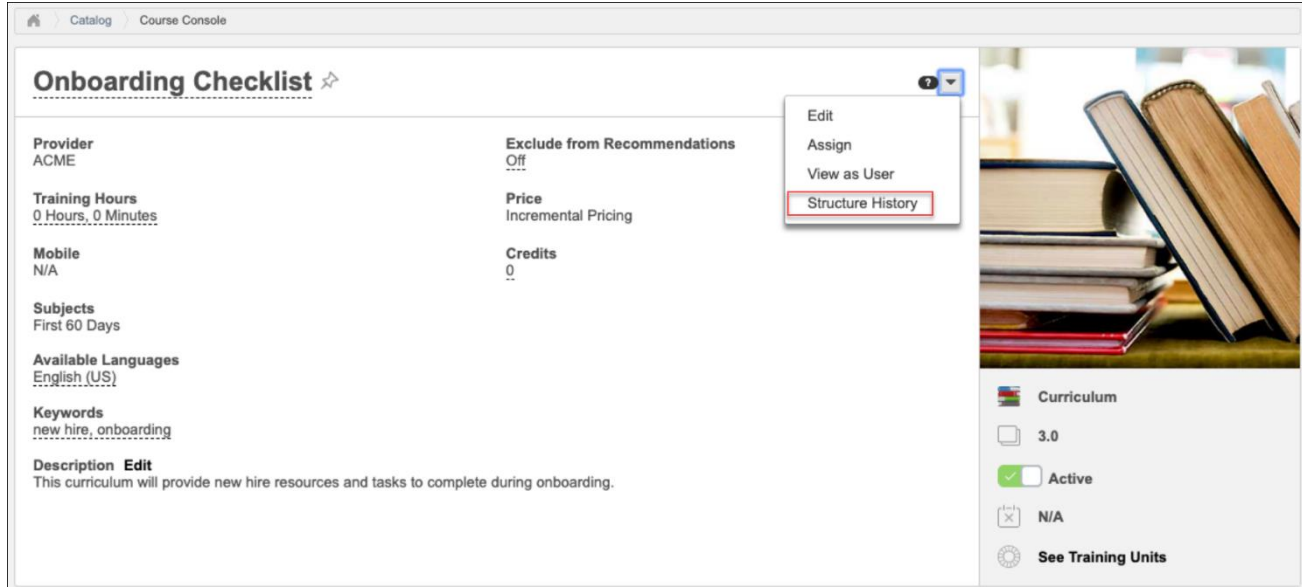 Catalog
Course Console
Onboarding Checklist
?
Edit
Assign
View as User
Structure History
Provider
ACME
Exclude from Recommendations
Off
Training Hours
0 Hours, 0 Minutes
Price
Incremental Pricing
Mobile
N/A
Credits
0
Subjects
First 60 Days
Available Languages
English (US)
Keywords
new hire, onboarding
Description Edit
This curriculum will provide new hire resources and tasks to complete during onboarding.
Curriculum
3.0
Active
N/A
See Training Units